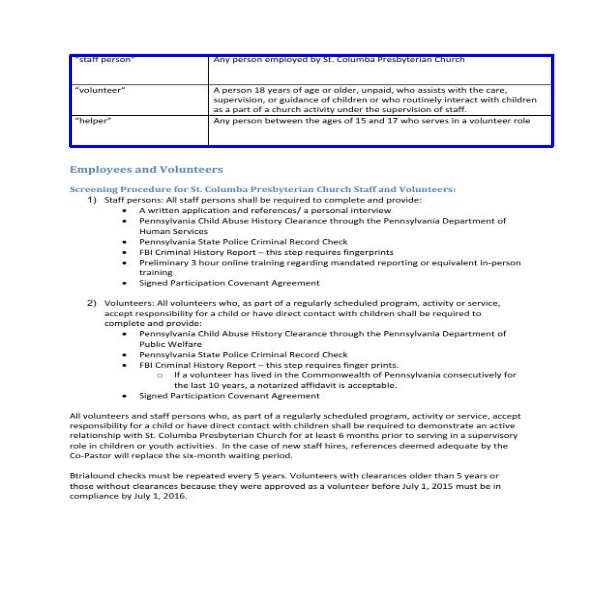 "staff person" Any person employed by St. Columba Presbyterian Church
"volunteer" A person 18 years of age or older, unpaid, who assists with the care,
supervision, or guidance of children or who routinely interact with children
as a part of a church activity under the supervision of staff.
"helper" Any person between the ages of 15 and 17 who serves in a volunteer role
Employees and Volunteers
Screening Procedure for St. Columba Presbyterian Church Staff and Volunteers:
1) Staff persons: All staff persons shall be required to complete and provide:
• A written application and references/ a personal interview
• Pennsylvania Child Abuse History Clearance through the Pennsylvania Department of
Human Services
• Pennsylvania State Police Criminal Record Check
• FBI Criminal History Report – this step requires fingerprints
• Preliminary 3 hour online training regarding mandated reporting or equivalent in-person
training
• Signed Participation Covenant Agreement
2) Volunteers: All volunteers who, as part of a regularly scheduled program, activity or service,
accept responsibility for a child or have direct contact with children shall be required to
complete and provide:
• Pennsylvania Child Abuse History Clearance through the Pennsylvania Department of
Public Welfare
• Pennsylvania State Police Criminal Record Check
• FBI Criminal History Report – this step requires finger prints.
o If a volunteer has lived in the Commonwealth of Pennsylvania consecutively for
the last 10 years, a notarized affidavit is acceptable.
• Signed Participation Covenant Agreement
All volunteers and staff persons who, as part of a regularly scheduled program, activity or service, accept
responsibility for a child or have direct contact with children shall be required to demonstrate an active
relationship with St. Columba Presbyterian Church for at least 6 months prior to serving in a supervisory
role in children or youth activities. In the case of new staff hires, references deemed adequate by the
Co-Pastor will replace the six-month waiting period.
Btrialound checks must be repeated every 5 years. Volunteers with clearances older than 5 years or
those without clearances because they were approved as a volunteer before July 1, 2015 must be in
compliance by July 1, 2016.